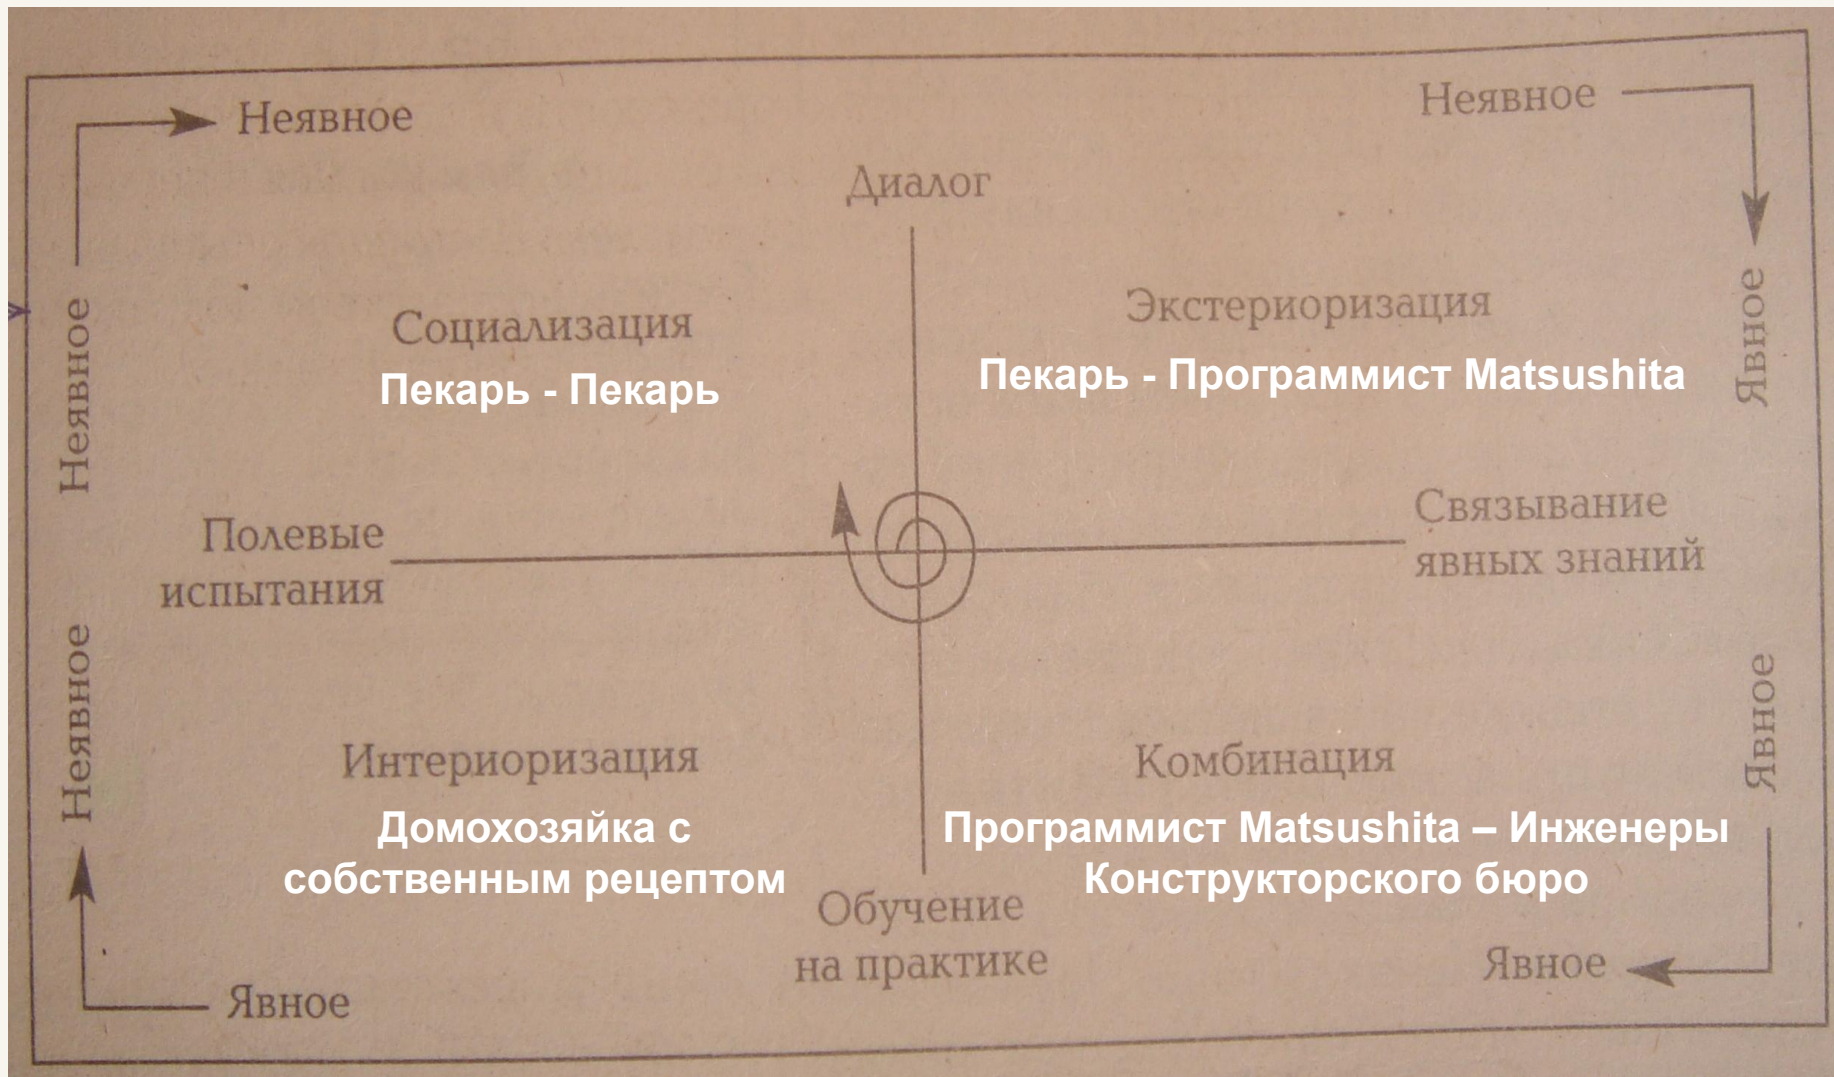 Неявное
Неявное
Диалог
Неявное
Явное
Социализация
Экстериоризация
Пекарь - Пекарь
Пекарь - Программист Matsushita
Полевые
испытания
Связывание
явных знаний
Неявное
Явное
Интериоризация
Комбинация
Домохозяйка с
собственным рецептом
Программист Matsushita – Инженеры
Конструкторского бюро
Обучение
на практике
Явное
Явное